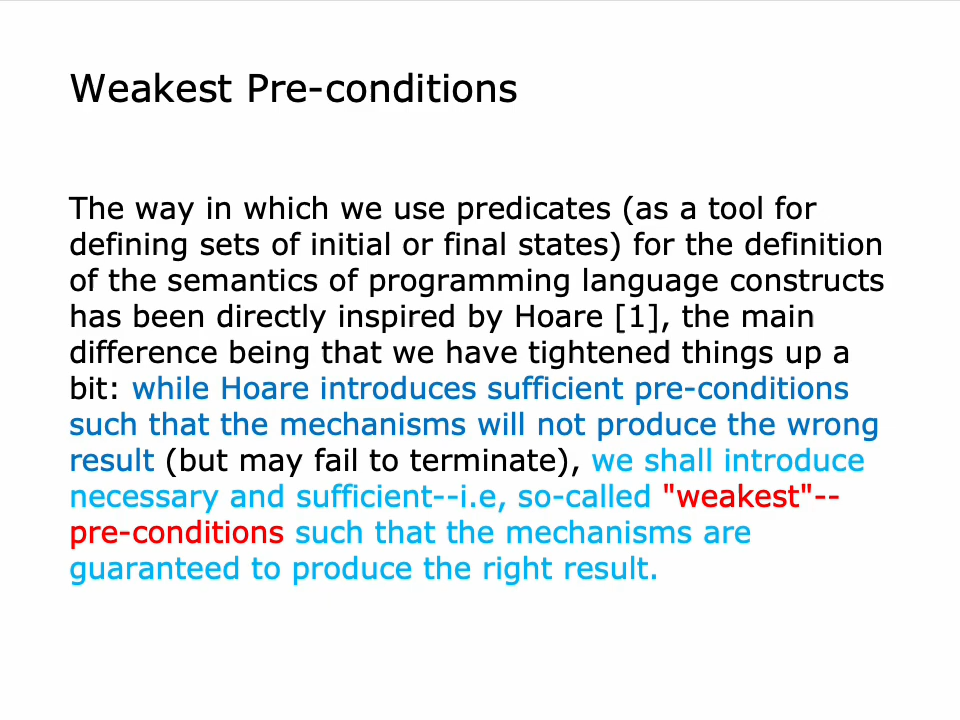 Weakest Pre-conditions
The way in which we use predicates (as a tool for
defining sets of initial or final states) for the definition
of the semantics of programming language constructs
has been directly inspired by Hoare [1], the main
difference being that we have tightened things up a
bit: while Hoare introduces sufficient pre-conditions
such that the mechanisms will not produce the wrong
result (but may fail to terminate), we shall introduce
necessary and sufficient--i.e, so-called "weakest"--
pre-conditions such that the mechanisms are
guaranteed to produce the right result.